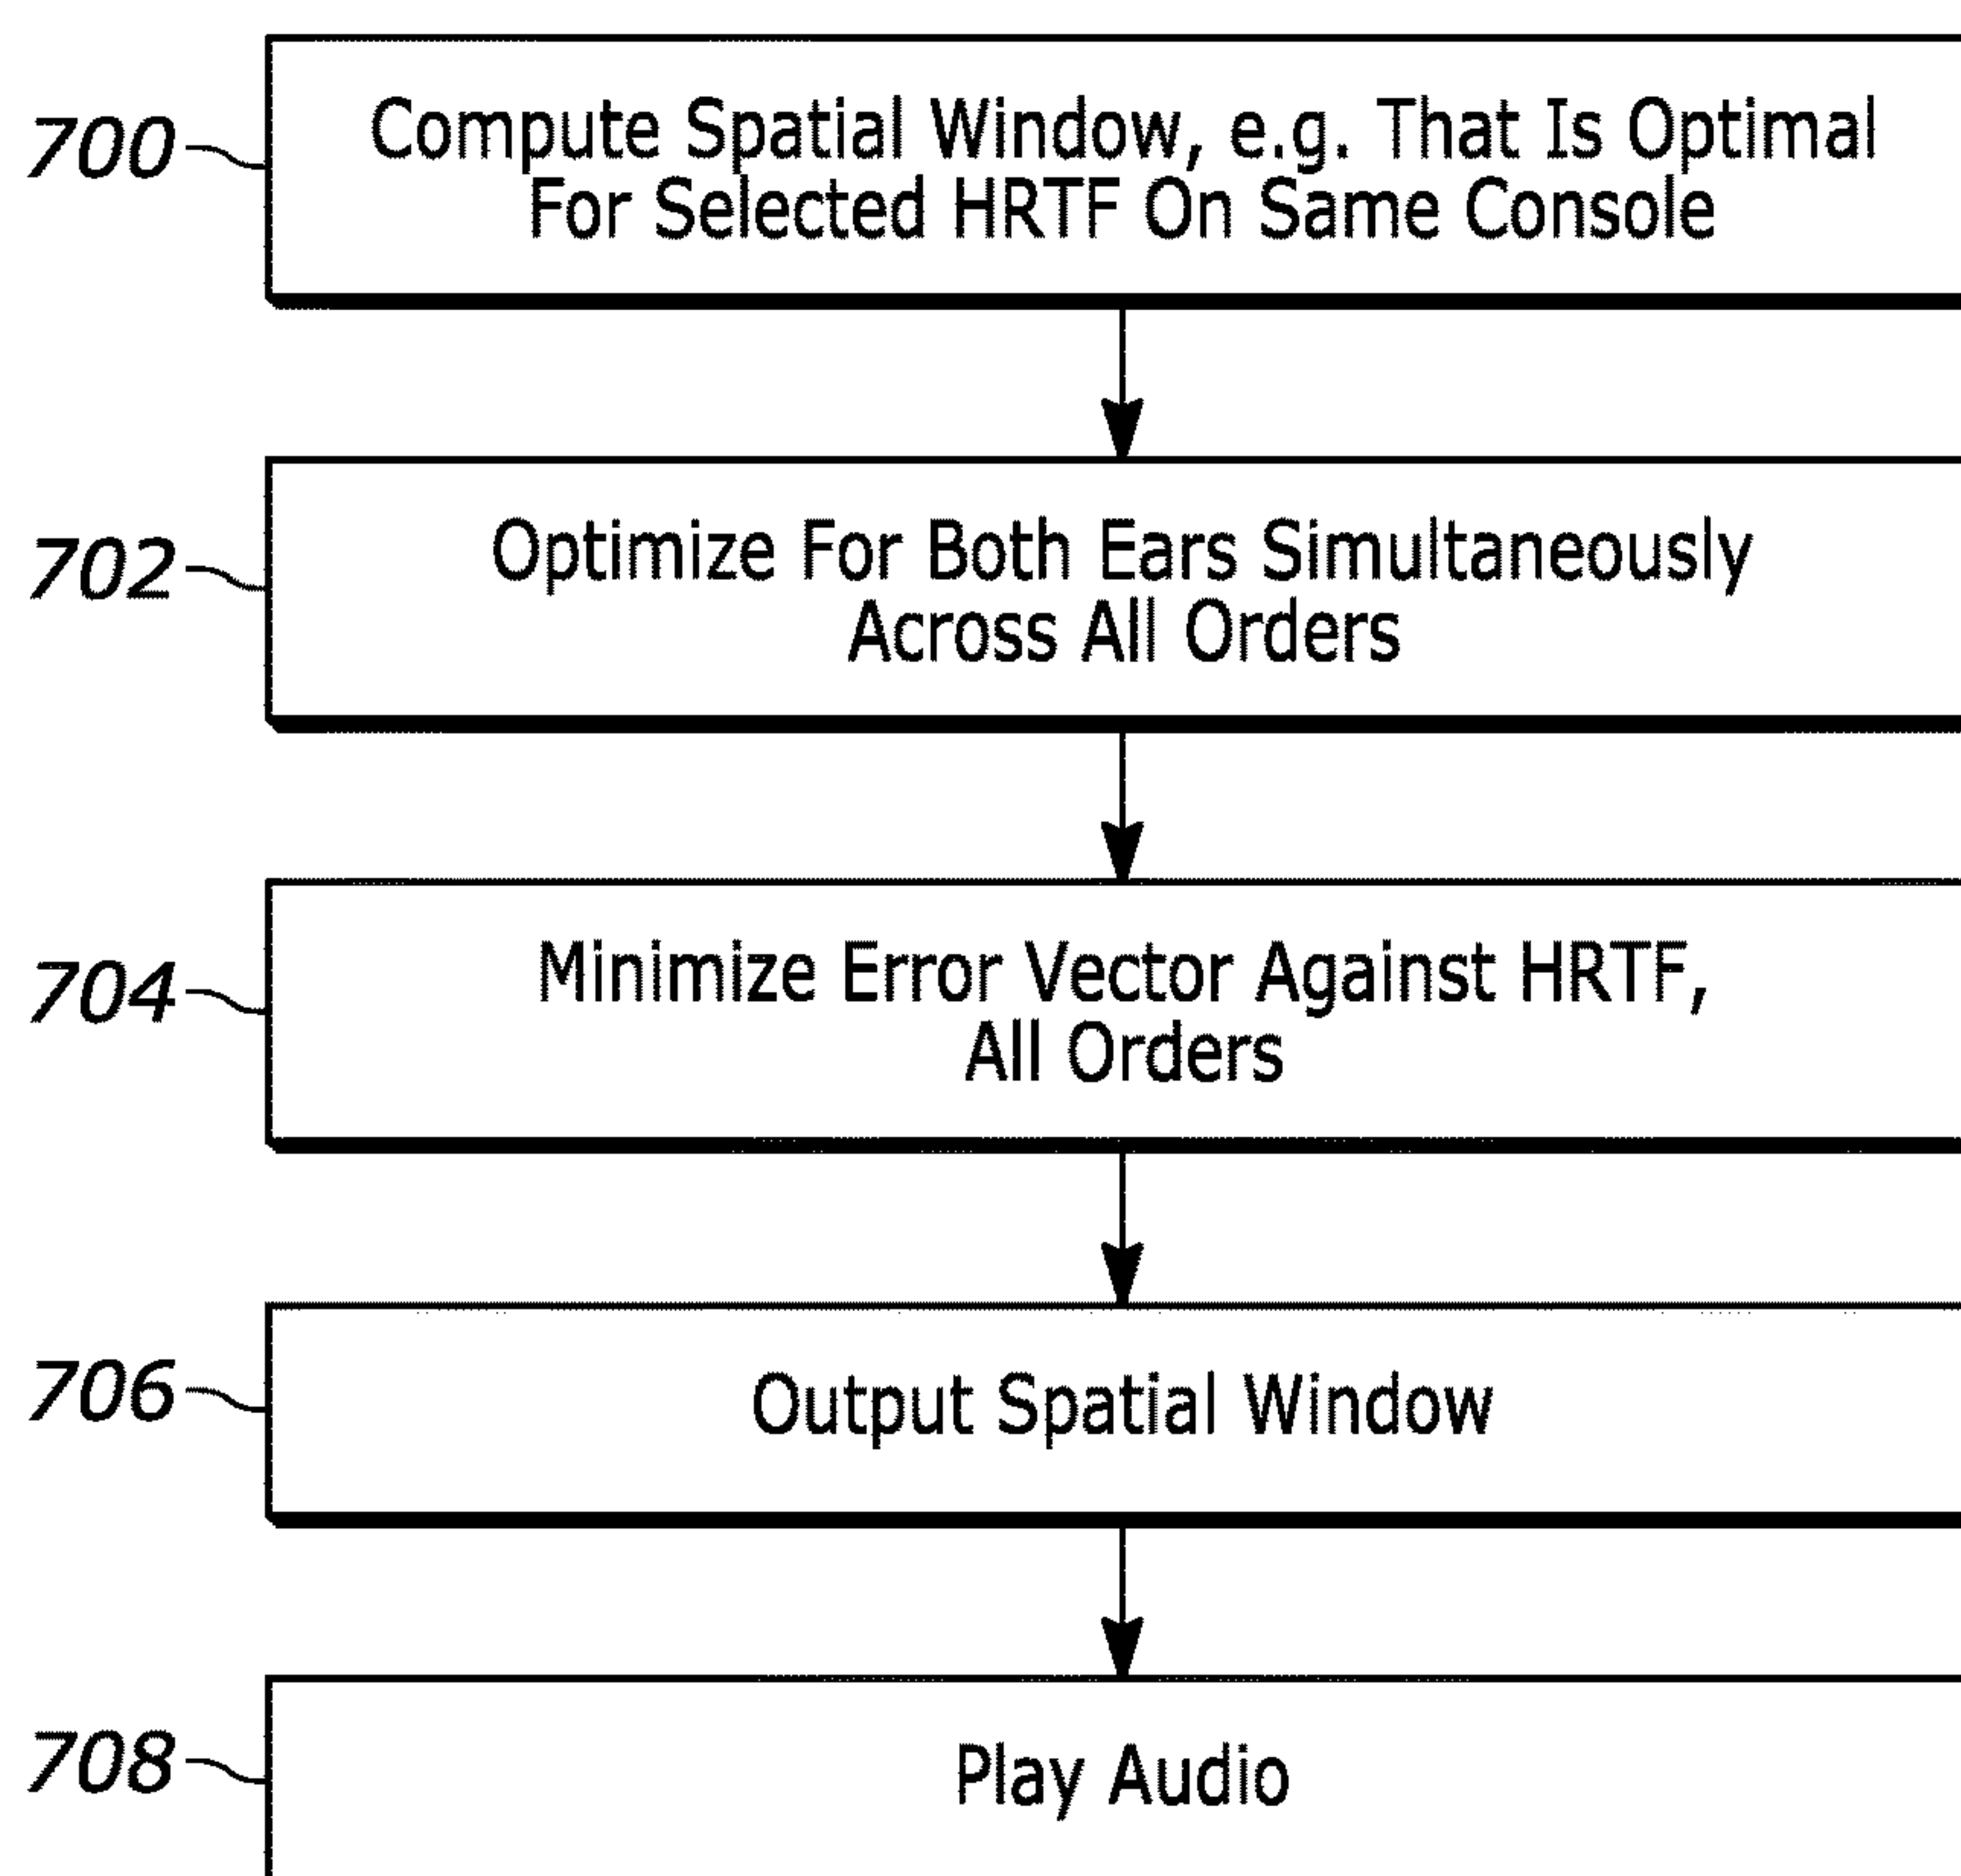 700
Compute Spatial Window, e.g. That Is Optimal
For Selected HRTF On Same Console
702
Optimize For Both Ears Simultaneously
Across All Orders
704
Minimize Error Vector Against HRTF,
All Orders
706
Output Spatial Window
708
Play Audio